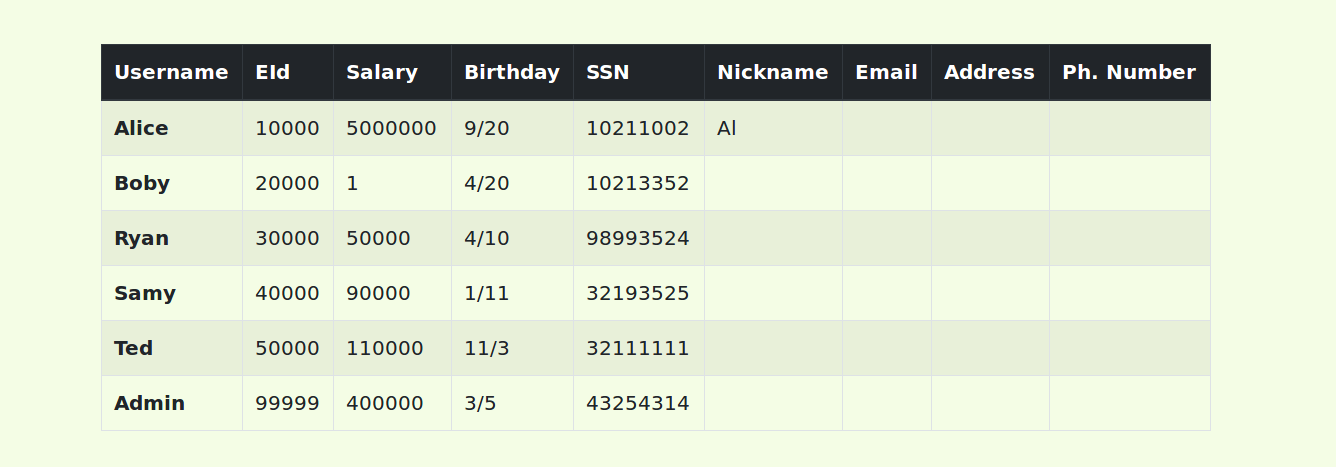 Username EId Salary Birthday SSN Nickname Email Address Ph. Number
Alice 10000 5000000 9/20 10211002 Al
Boby 20000 1 4/20 10213352
Ryan 30000 50000 4/10 98993524
Samy 40000 90000 1/11 32193525
Ted 50000 110000 11/3 32111111
Admin 99999 400000 3/5 43254314